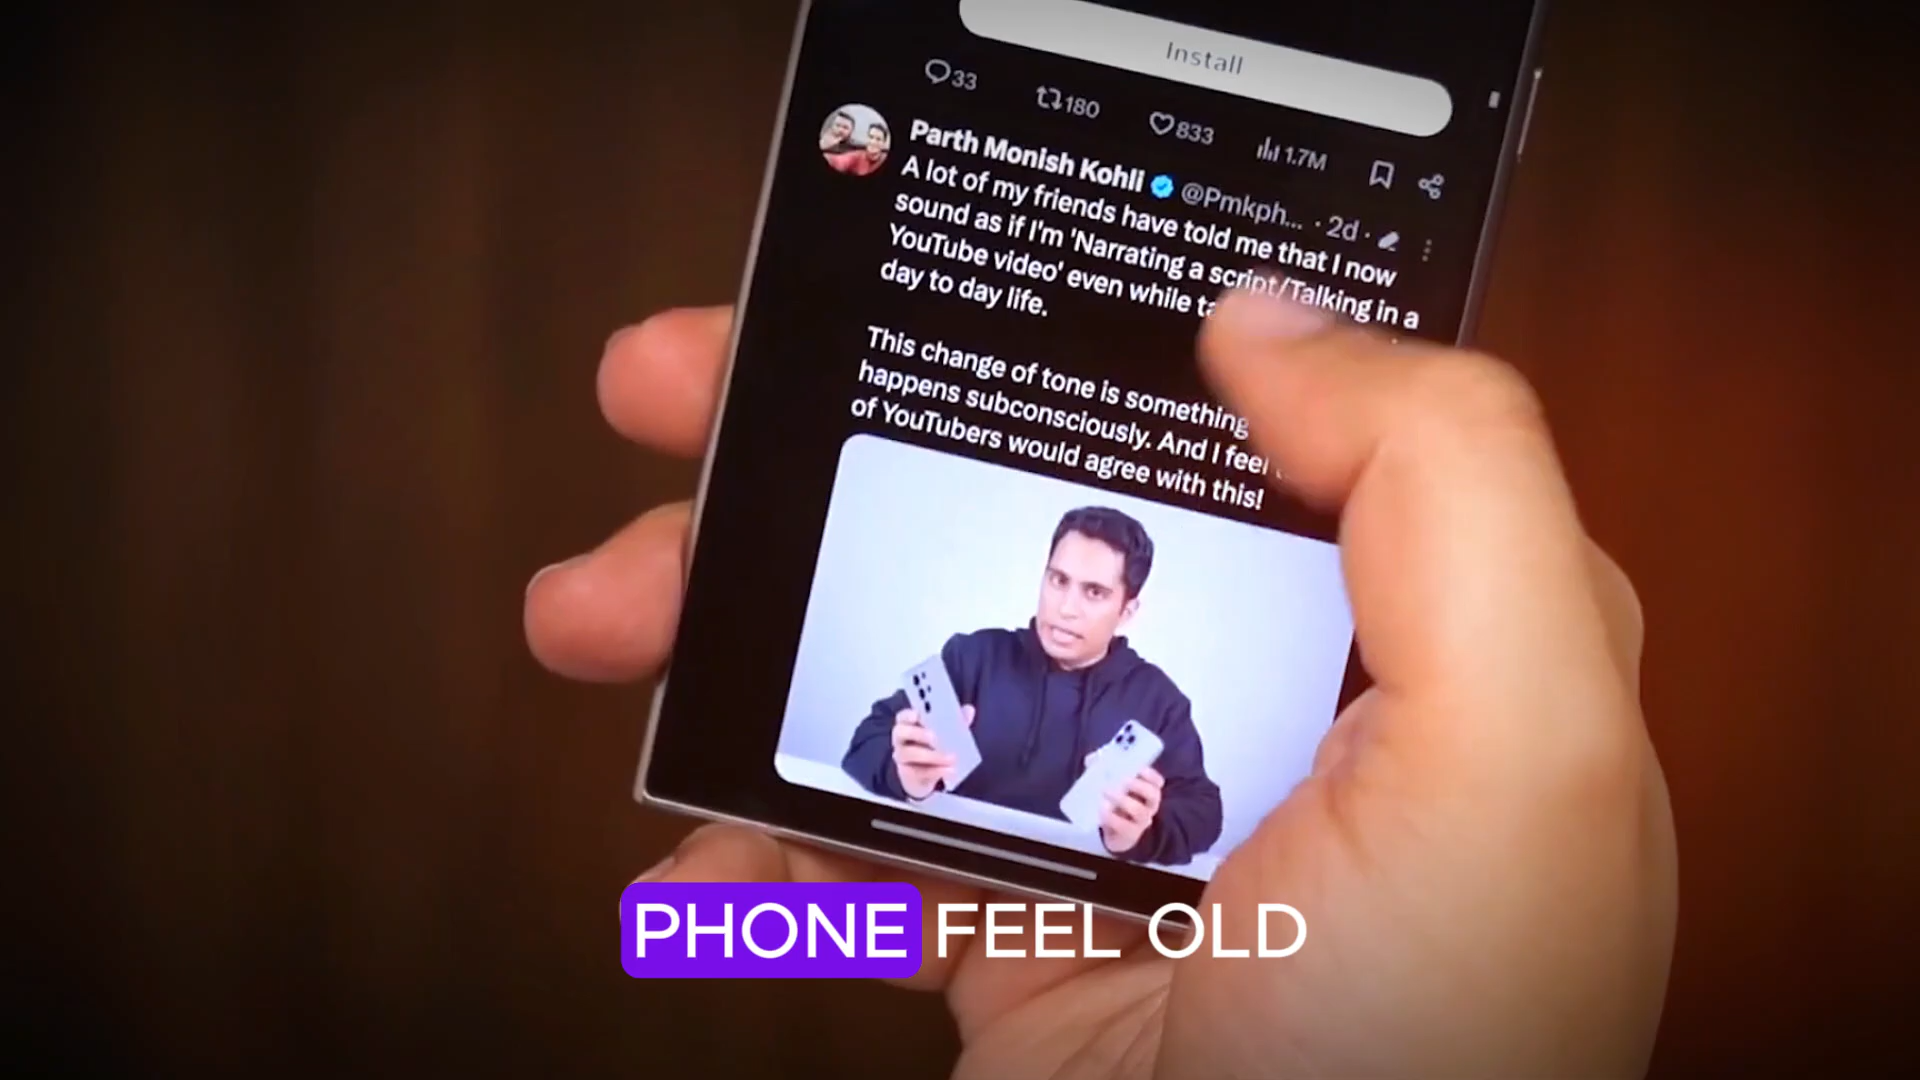 Install
33 180 833 1.7M
Parth Monish Kohli @Pmkph... · 2d ·
A lot of my friends have told me that I now
sound as if I'm 'Narrating a script/Talking in a
YouTube video' even while
day to day life.
This change of tone is something
happens subconsciously. And I feel
of YouTubers would agree with this!
PHONE FEEL OLD